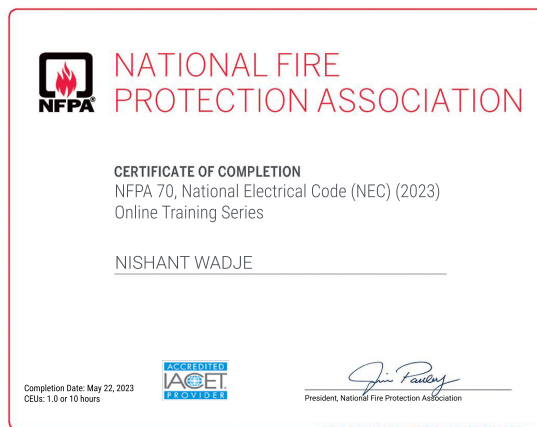 NFPA®
NATIONAL FIRE
PROTECTION ASSOCIATION
CERTIFICATE OF COMPLETION
NFPA 70, National Electrical Code (NEC) (2023)
Online Training Series
NISHANT WADJE
Completion Date: May 22, 2023
CEUs: 1.0 or 10 hours
ACCREDITED
IACET
PROVIDER
Jim Pauley
President, National Fire Protection Association